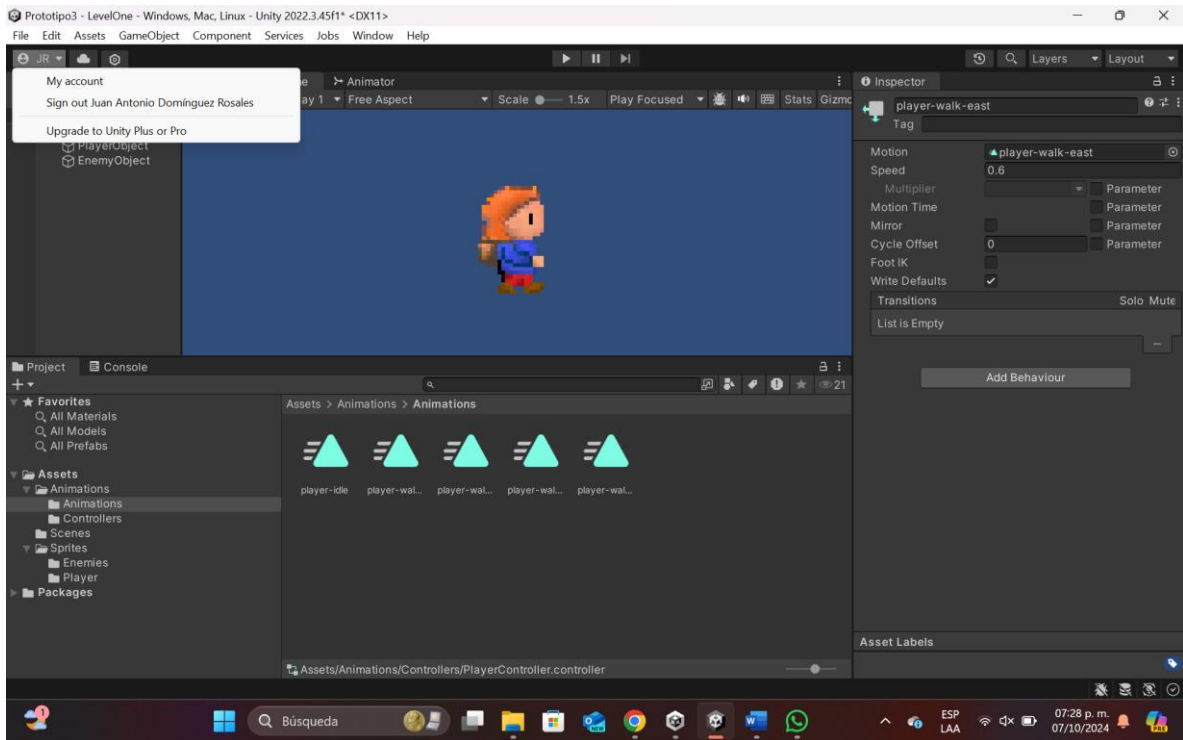 Prototipo3 - LevelOne - Windows, Mac, Linux - Unity 2022.3.45f1* <DX11>
File Edit Assets GameObject Component Services Jobs Window Help
JR
Layers Layout
My account
Sign out Juan Antonio Domínguez Rosales
Upgrade to Unity Plus or Pro
Animator
Free Aspect Scale 1.5x Play Focused Stats Gizmo
PlayerObject
EnemyObject
Inspector
player-walk-east
Tag
Motion player-walk-east
Speed 0.6
Multiplier Parameter
Motion Time Parameter
Mirror Parameter
Cycle Offset 0 Parameter
Foot IK
Write Defaults
Transitions Solo Mute
List is Empty
Add Behaviour
Project Console
21
Favorites
All Materials
All Models
All Prefabs
Assets
Animations
Animations
Controllers
Scenes
Sprites
Enemies
Player
Packages
Assets > Animations > Animations
player-idle player-wal... player-wal... player-wal... player-wal...
Assets/Animations/Controllers/PlayerController.controller
Asset Labels
1
Búsqueda
ESP
LAA
07:28 p. m.
07/10/2024
PRE